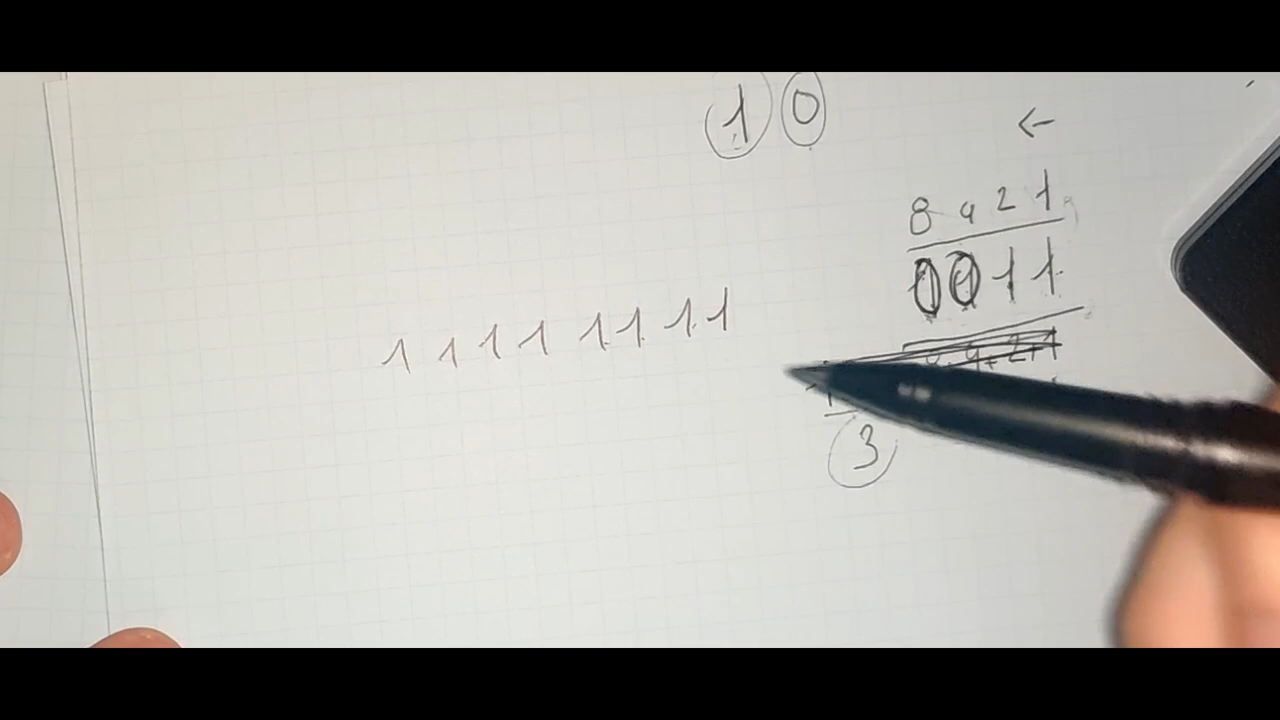 1 0
←
8 4 2 1
0 0 1 1
1 1 1 1 1 1 1 1
3